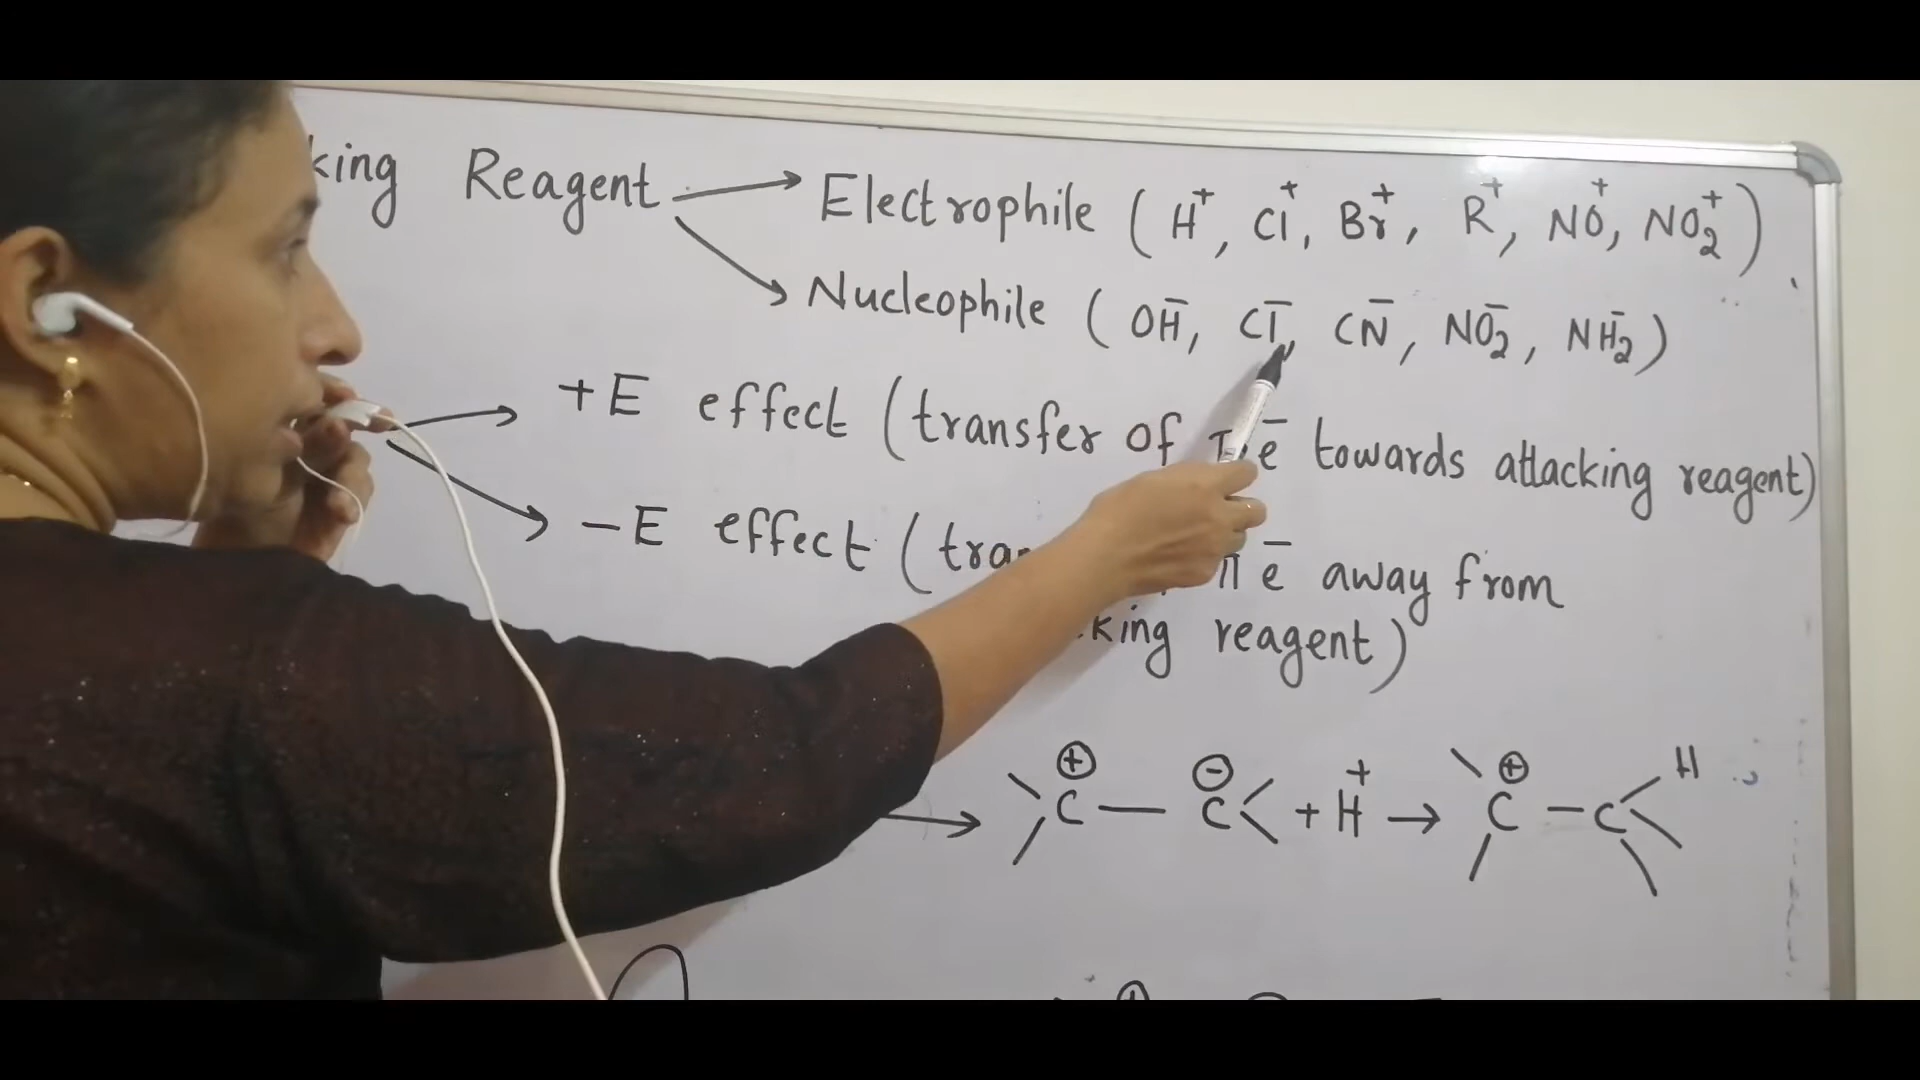 king Reagent → Electrophile ( H⁺, Cl⁺, Br⁺, R⁺, NO⁺, NO₂⁺ )
→ Nucleophile ( OH⁻, Cl⁻, CN⁻, NO₂⁻, NH₂⁻ )
→ +E effect (transfer of e⁻ towards attacking reagent)
→ −E effect ( π e⁻ away from
king reagent)
→ C⊕ — C⊖ + H⁺ → C⊕ — C H